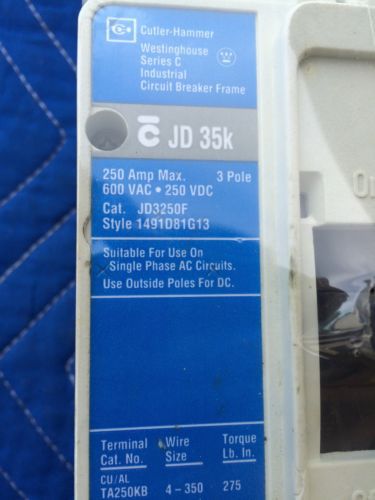 Cutler-Hammer
Westinghouse
Series C
Industrial
Circuit Breaker Frame
C JD 35k
250 Amp Max. 3 Pole
600 VAC • 250 VDC
Cat. JD3250F
Style 1491D81G13
Suitable For Use On
Single Phase AC Circuits.
Use Outside Poles For DC.
Terminal Wire Torque
Cat. No. Size Lb. In.
CU/AL
TA250KB 4-350 275